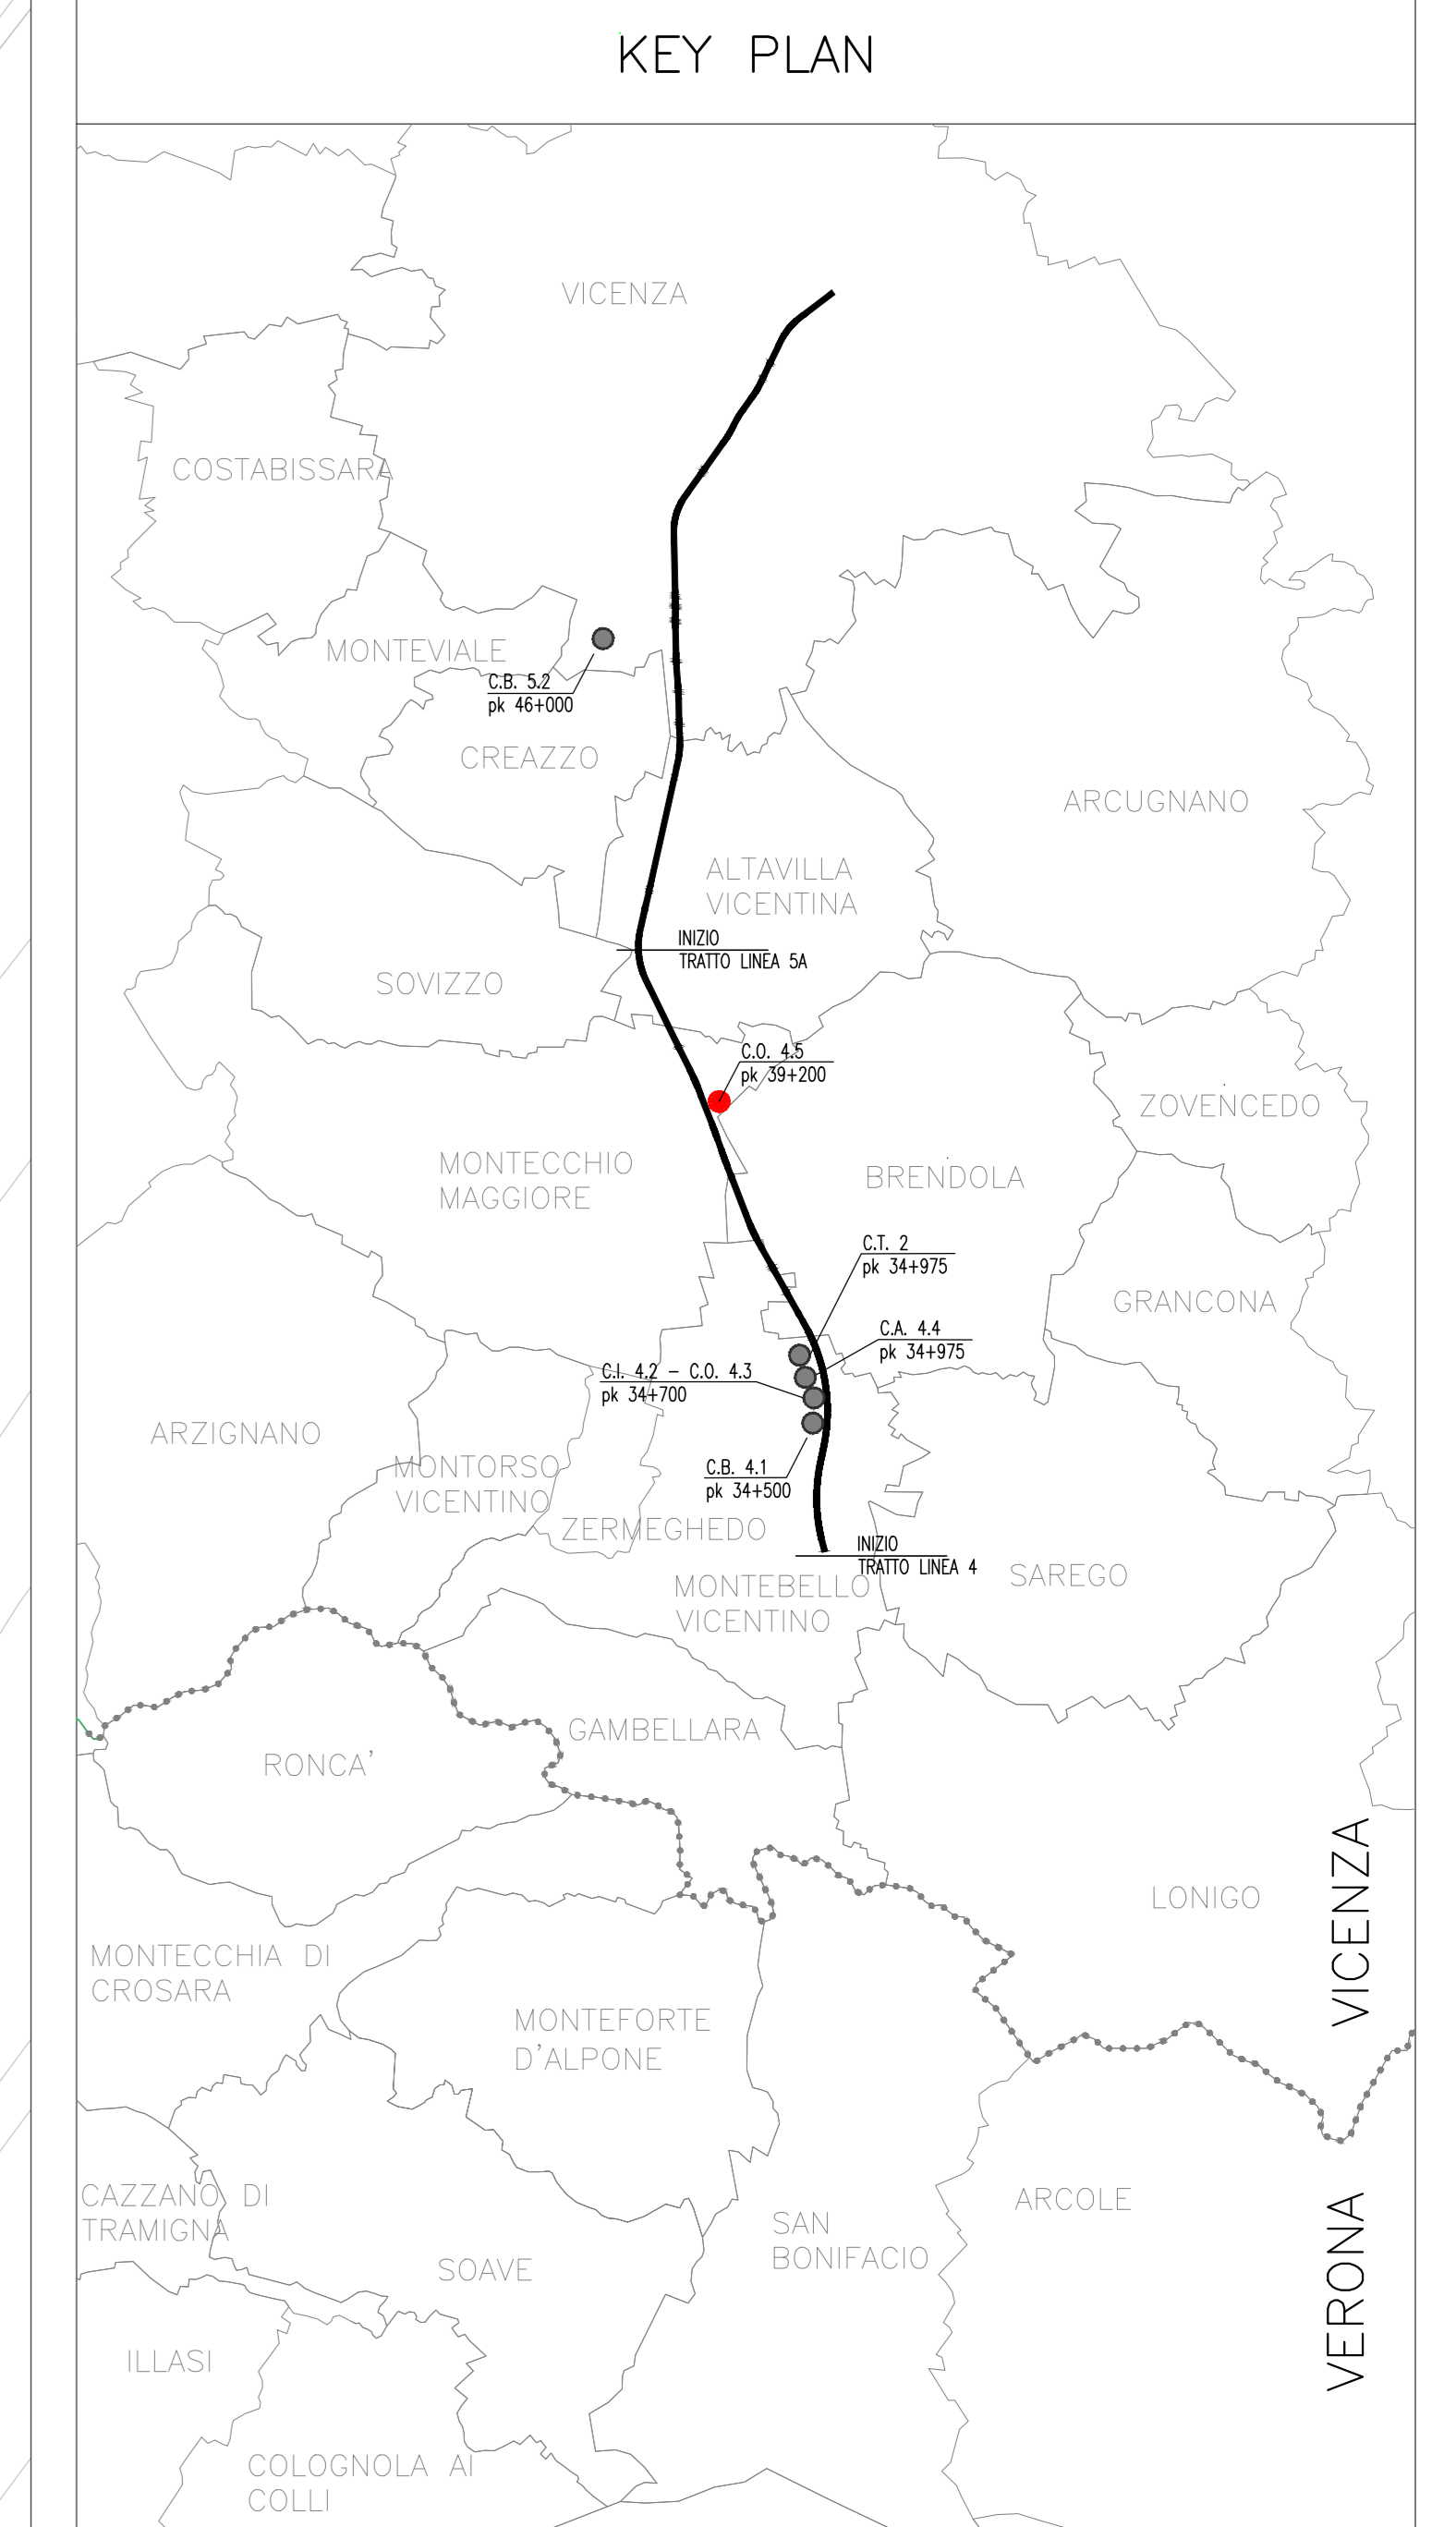 KEY PLAN
VICENZA
COSTABISSARA
MONTEVIALE
C.B. 5.2
pk 46+000
CREAZZO
ARCUGNANO
ALTAVILLA
VICENTINA
INIZIO
TRATTO LINEA 5A
SOVIZZO
C.O. 4.5
pk 39+200
ZOVENCEDO
MONTECCHIO
MAGGIORE
BRENDOLA
C.T. 2
pk 34+975
GRANCONA
C.A. 4.4
pk 34+975
C.I. 4.2 – C.O. 4.3
pk 34+700
ARZIGNANO
MONTORSO
VICENTINO
C.B. 4.1
pk 34+500
ZERMEGHEDO
INIZIO
TRATTO LINEA 4
SAREGO
MONTEBELLO
VICENTINO
GAMBELLARA
RONCA'
VICENZA
LONIGO
MONTECCHIA DI
CROSARA
MONTEFORTE
D'ALPONE
CAZZANO DI
TRAMIGNA
ARCOLE
SAN
BONIFACIO
SOAVE
VERONA
ILLASI
COLOGNOLA AI
COLLI